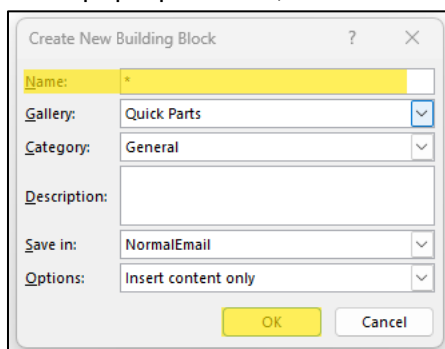 Create New Building Block ?
Name: *
Gallery: Quick Parts
Category: General
Description:
Save in: NormalEmail
Options: Insert content only
OK Cancel